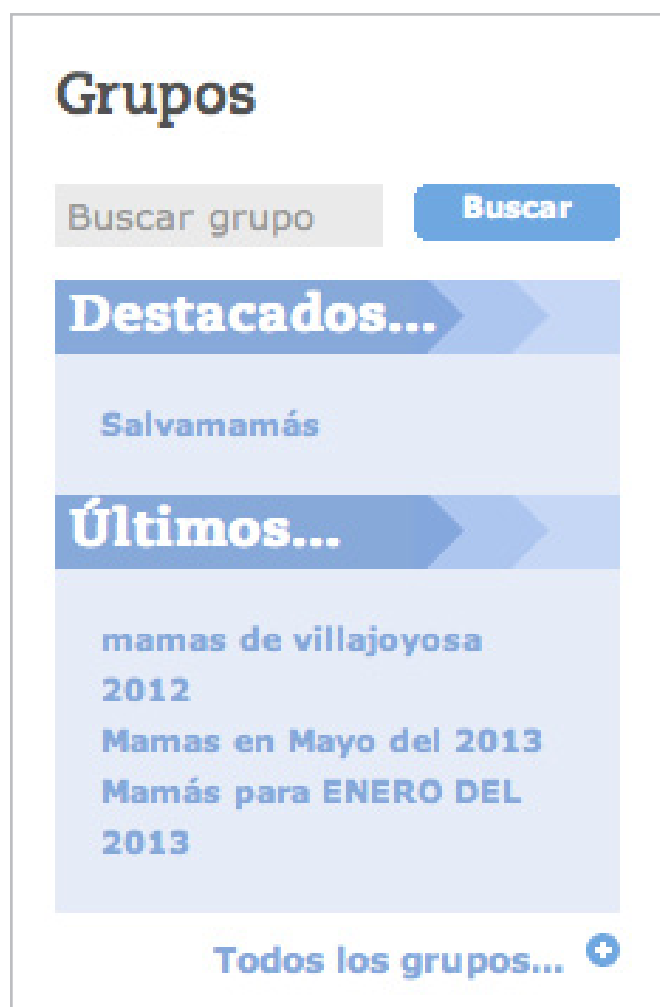 Grupos
Buscar grupo
Buscar
Destacados...
Salvamamás
Últimos...
mamas de villajoyosa
2012
Mamas en Mayo del 2013
Mamás para ENERO DEL
2013
Todos los grupos...